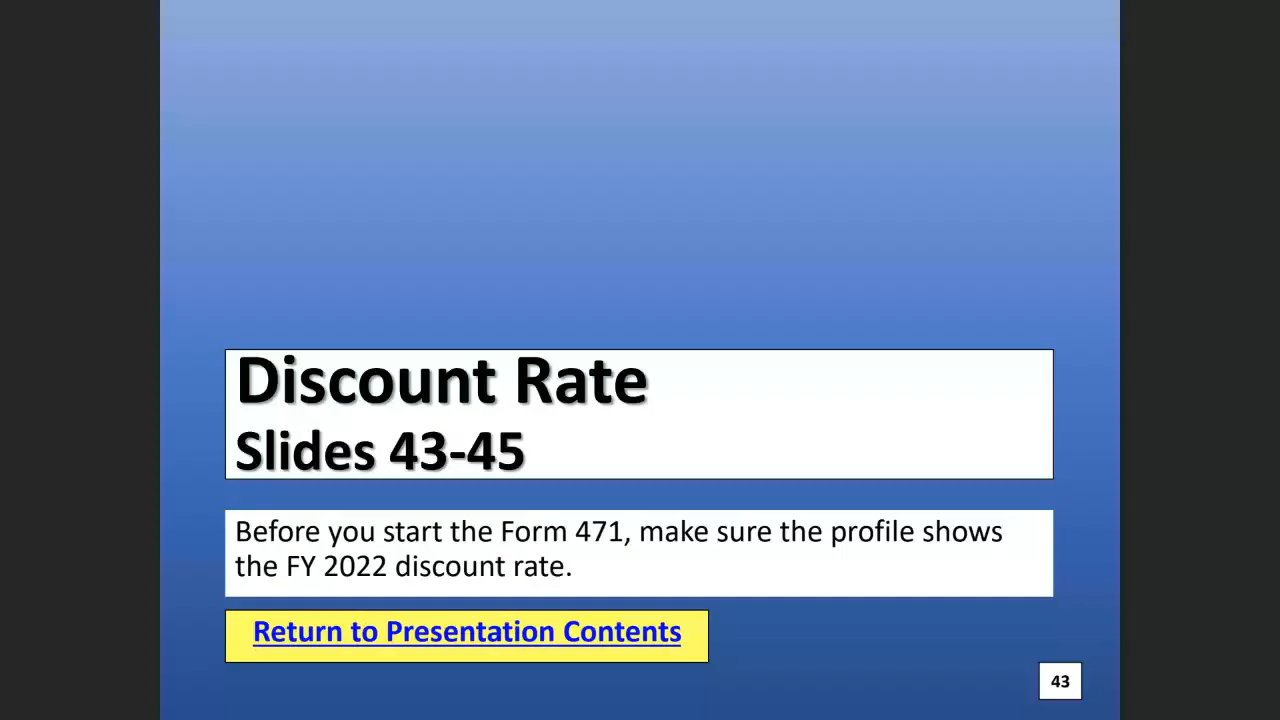 Discount Rate
Slides 43-45
Before you start the Form 471, make sure the profile shows
the FY 2022 discount rate.
Return to Presentation Contents
43